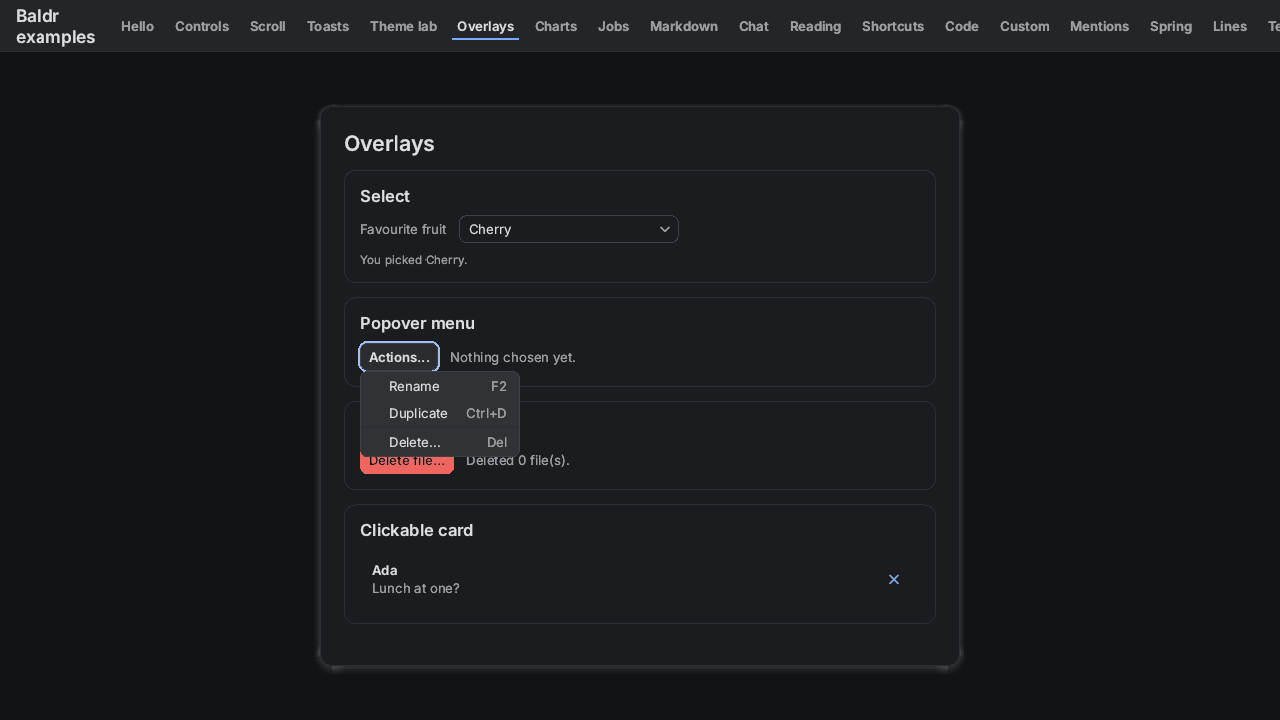 Baldr examples
Hello Controls Scroll Toasts Theme lab Overlays Charts Jobs Markdown Chat Reading Shortcuts Code Custom Mentions Spring Lines
Overlays
Select
Favourite fruit Cherry
You picked Cherry.
Popover menu
Actions... Nothing chosen yet.
Rename F2
Duplicate Ctrl+D
Delete... Del
Delete file... Deleted 0 file(s).
Clickable card
Ada
Lunch at one?